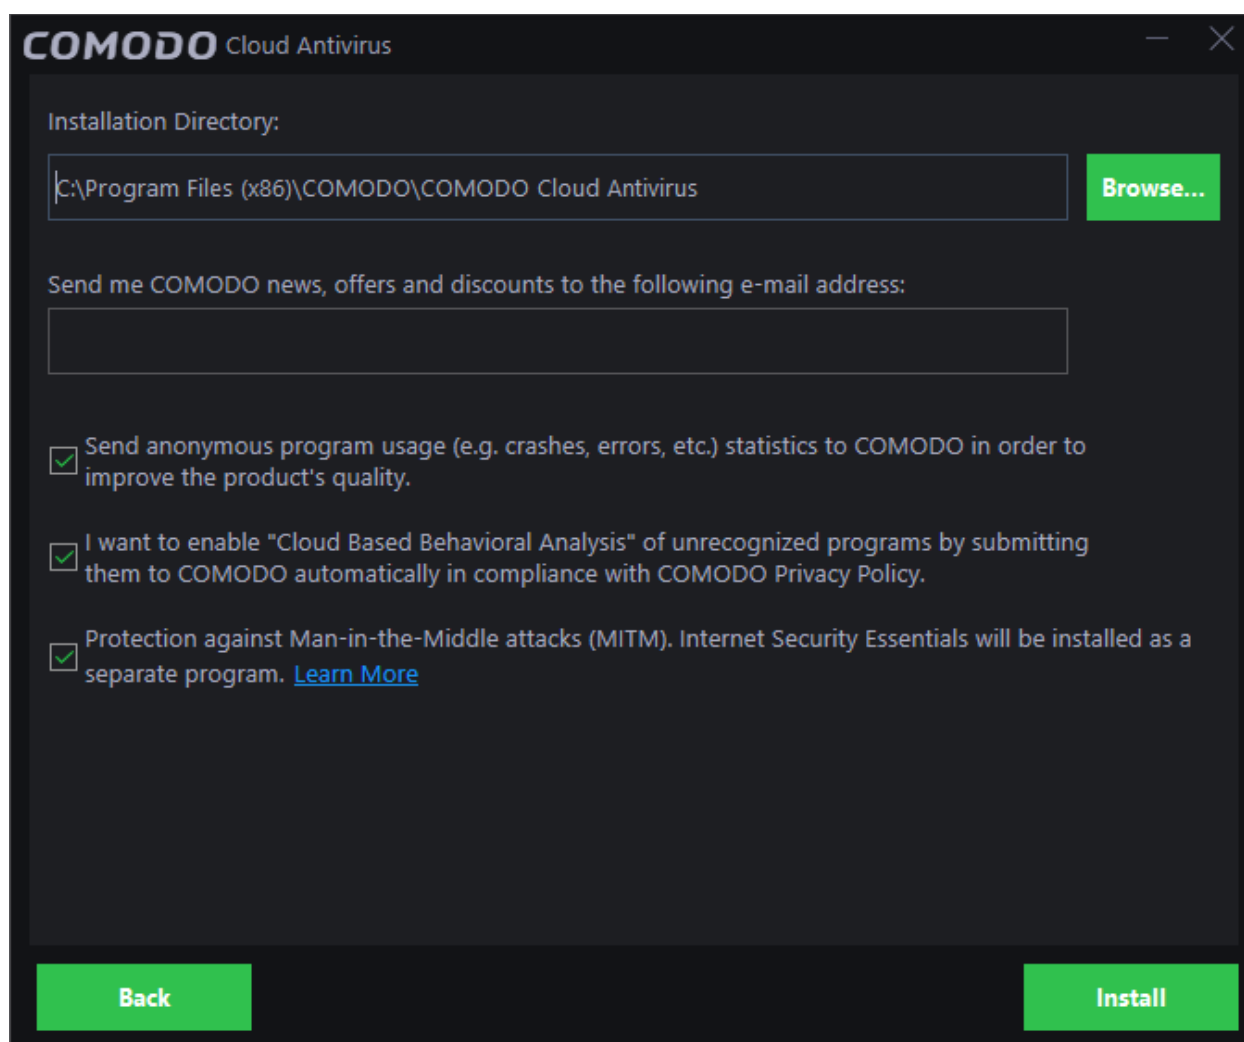 COMODO Cloud Antivirus
Installation Directory:
C:\Program Files (x86)\COMODO\COMODO Cloud Antivirus
Browse...
Send me COMODO news, offers and discounts to the following e-mail address:
Send anonymous program usage (e.g. crashes, errors, etc.) statistics to COMODO in order to
improve the product's quality.
I want to enable "Cloud Based Behavioral Analysis" of unrecognized programs by submitting
them to COMODO automatically in compliance with COMODO Privacy Policy.
Protection against Man-in-the-Middle attacks (MITM). Internet Security Essentials will be installed as a
separate program. Learn More
Back
Install